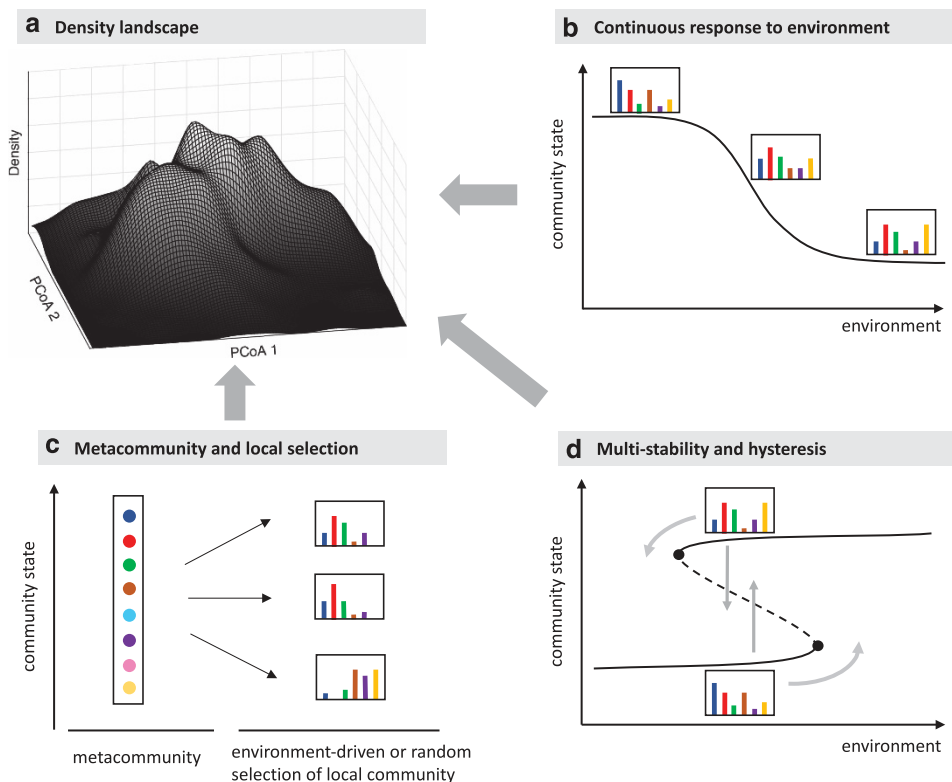 a Density landscape
Density
PCoA 2
PCoA 1
b Continuous response to environment
community state
environment
c Metacommunity and local selection
community state
metacommunity
environment-driven or random
selection of local community
d Multi-stability and hysteresis
community state
environment